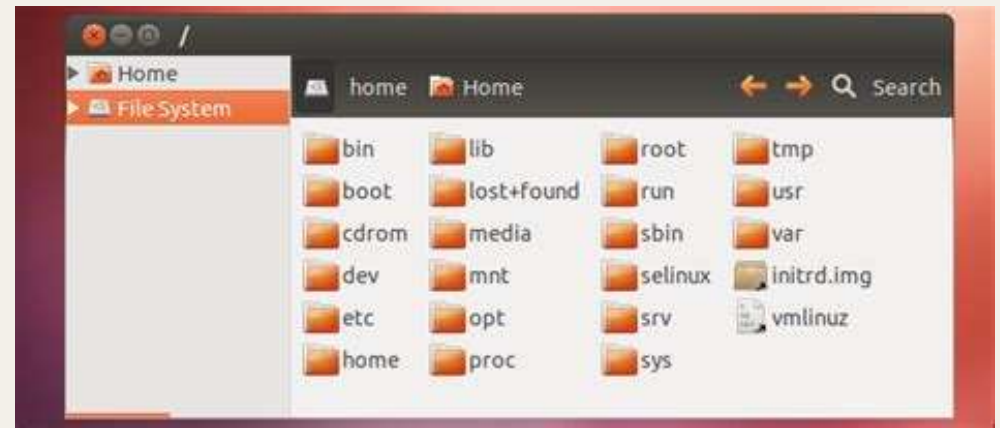 /
Home
File System
home Home Search
bin lib root tmp
boot lost+found run usr
cdrom media sbin var
dev mnt selinux initrd.img
etc opt srv vmlinuz
home proc sys